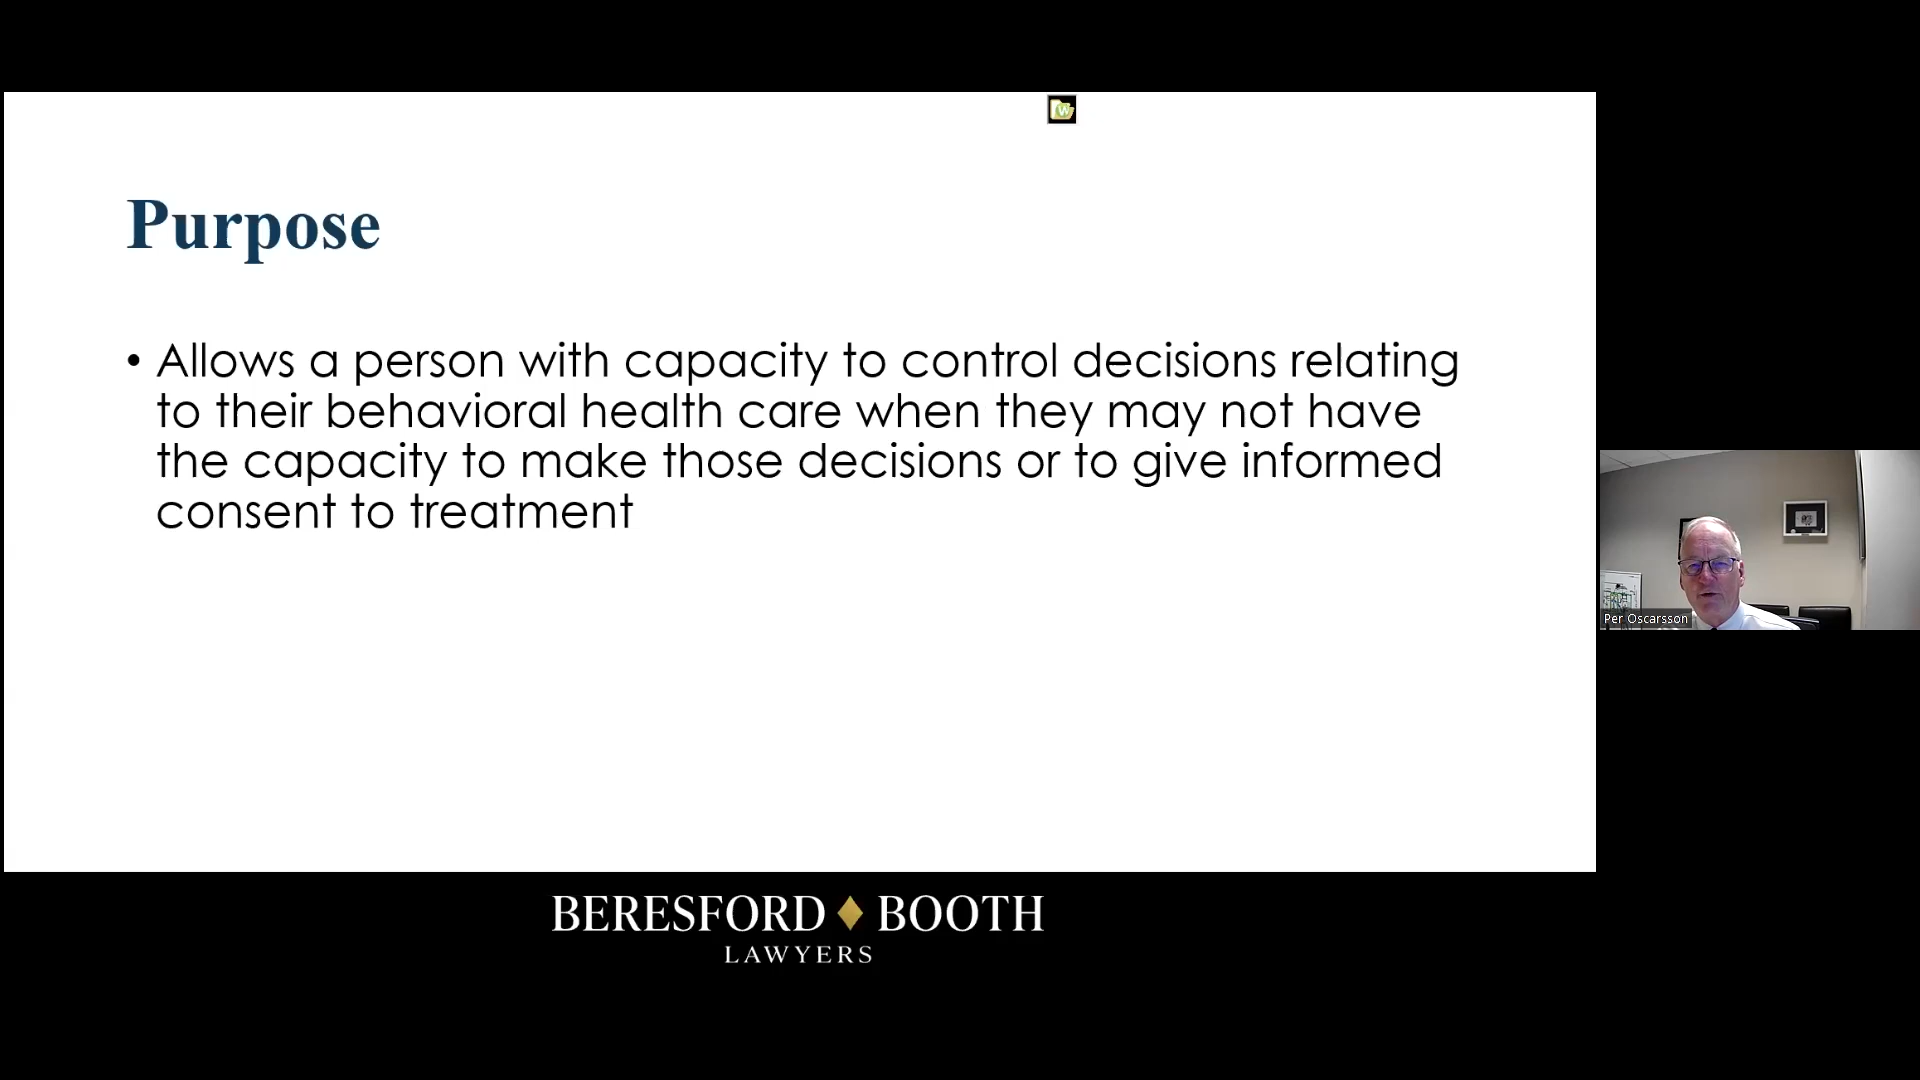 Purpose
• Allows a person with capacity to control decisions relating
to their behavioral health care when they may not have
the capacity to make those decisions or to give informed
consent to treatment
Per Oscarsson
BERESFORD BOOTH
LAWYERS